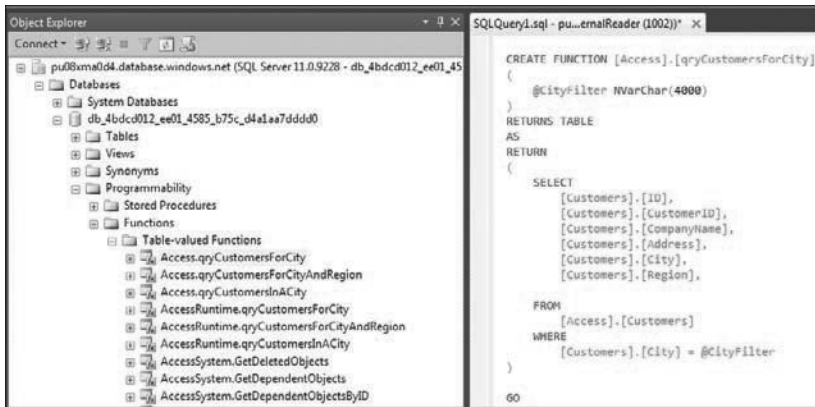 Object Explorer
Connect
pu08xma0d4.database.windows.net (SQL Server 11.0.9228 - db_4bdcd012_ee01_45
Databases
System Databases
db_4bdcd012_ee01_4585_b75c_d4a1aa7dddd0
Tables
Views
Synonyms
Programmability
Stored Procedures
Functions
Table-valued Functions
Access.qryCustomersForCity
Access.qryCustomersForCityAndRegion
Access.qryCustomersInACity
AccessRuntime.qryCustomersForCity
AccessRuntime.qryCustomersForCityAndRegion
AccessRuntime.qryCustomersInACity
AccessSystem.GetDeletedObjects
AccessSystem.GetDependentObjects
AccessSystem.GetDependentObjectsByID
SQLQuery1.sql - pu...ernalReader (1002))*
CREATE FUNCTION [Access].[qryCustomersForCity]
(
@CityFilter NVarChar(4000)
)
RETURNS TABLE
AS
RETURN
(
SELECT
[Customers].[ID],
[Customers].[CustomerID],
[Customers].[CompanyName],
[Customers].[Address],
[Customers].[City],
[Customers].[Region],
FROM
[Access].[Customers]
WHERE
[Customers].[City] = @CityFilter
)
GO